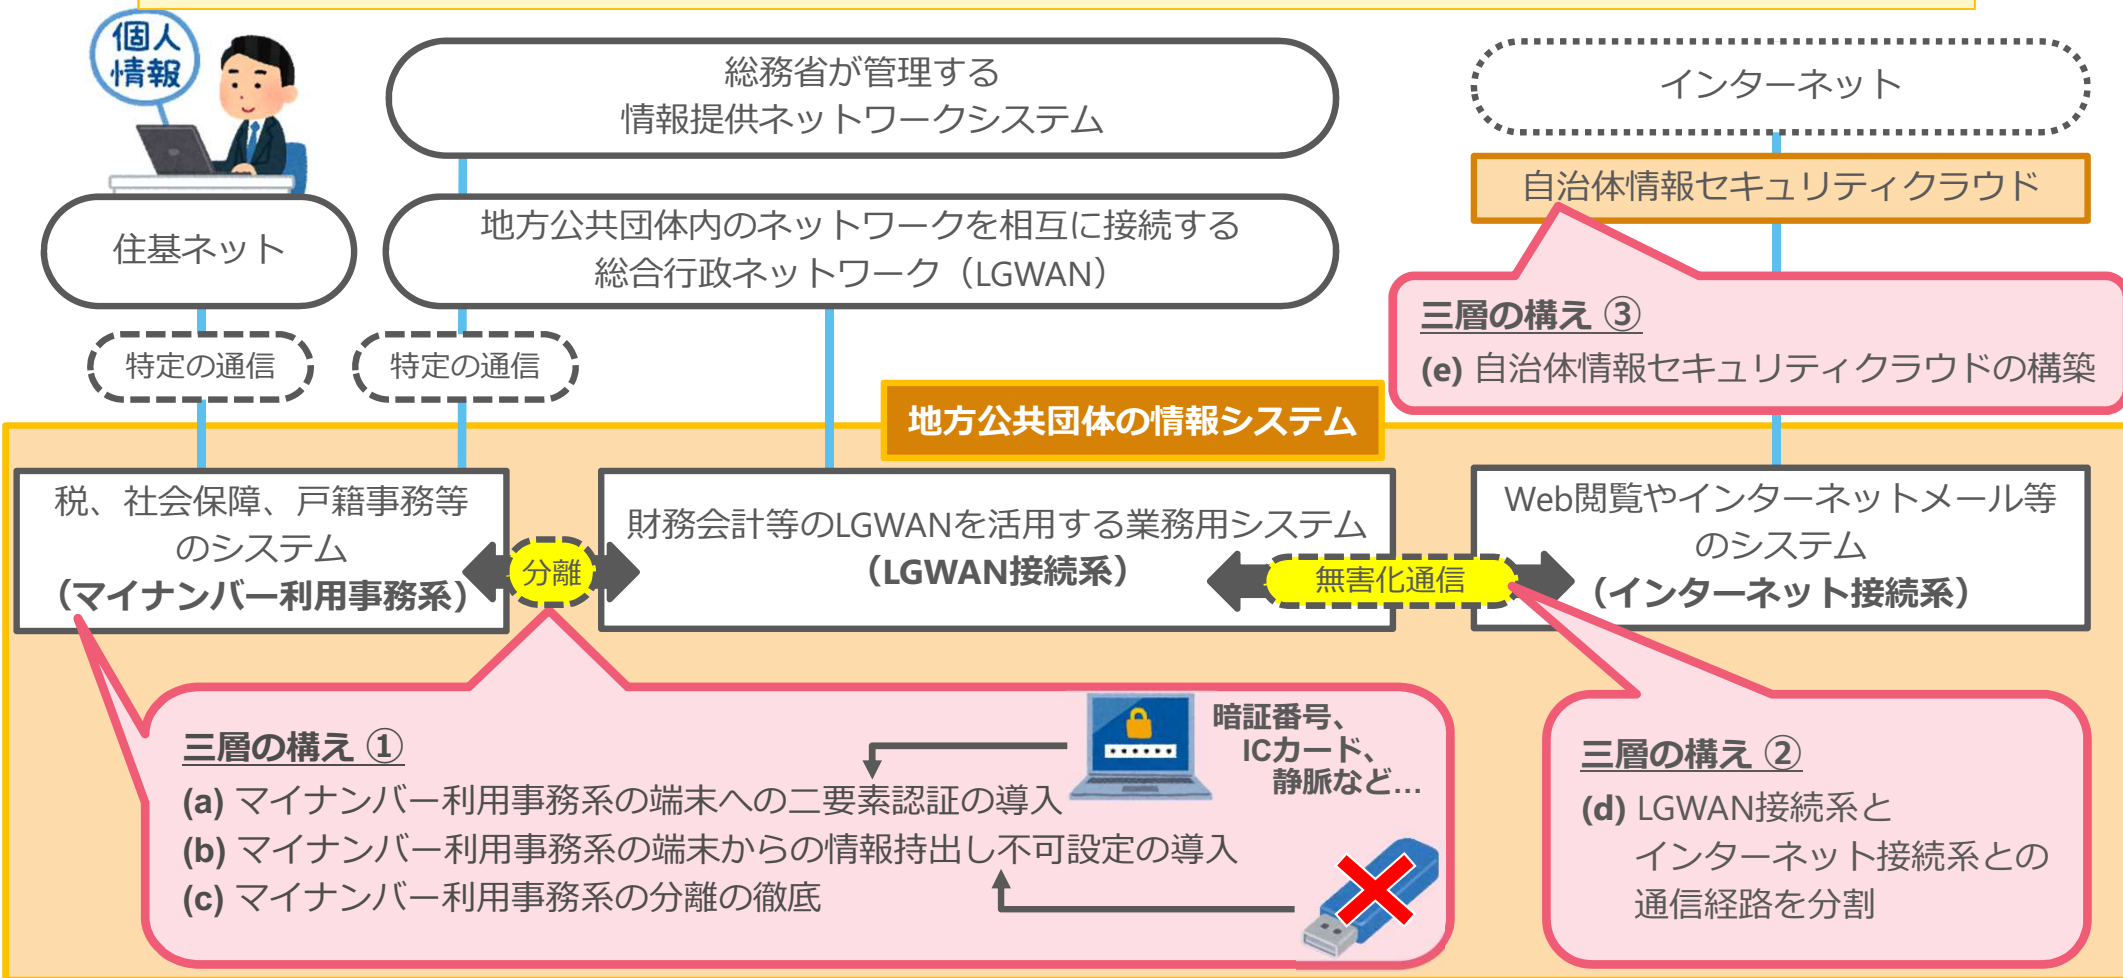 個人
情報
総務省が管理する
情報提供ネットワークシステム
インターネット
自治体情報セキュリティクラウド
住基ネット
地方公共団体内のネットワークを相互に接続する
総合行政ネットワーク（LGWAN）
三層の構え ③
(e) 自治体情報セキュリティクラウドの構築
特定の通信
特定の通信
地方公共団体の情報システム
税、社会保障、戸籍事務等
のシステム
（マイナンバー利用事務系）
分離
財務会計等のLGWANを活用する業務用システム
（LGWAN接続系）
無害化通信
Web閲覧やインターネットメール等
のシステム
（インターネット接続系）
三層の構え ①
暗証番号、
ICカード、
静脈など…
(a) マイナンバー利用事務系の端末への二要素認証の導入
(b) マイナンバー利用事務系の端末からの情報持出し不可設定の導入
(c) マイナンバー利用事務系の分離の徹底
三層の構え ②
(d) LGWAN接続系と
インターネット接続系との
通信経路を分割